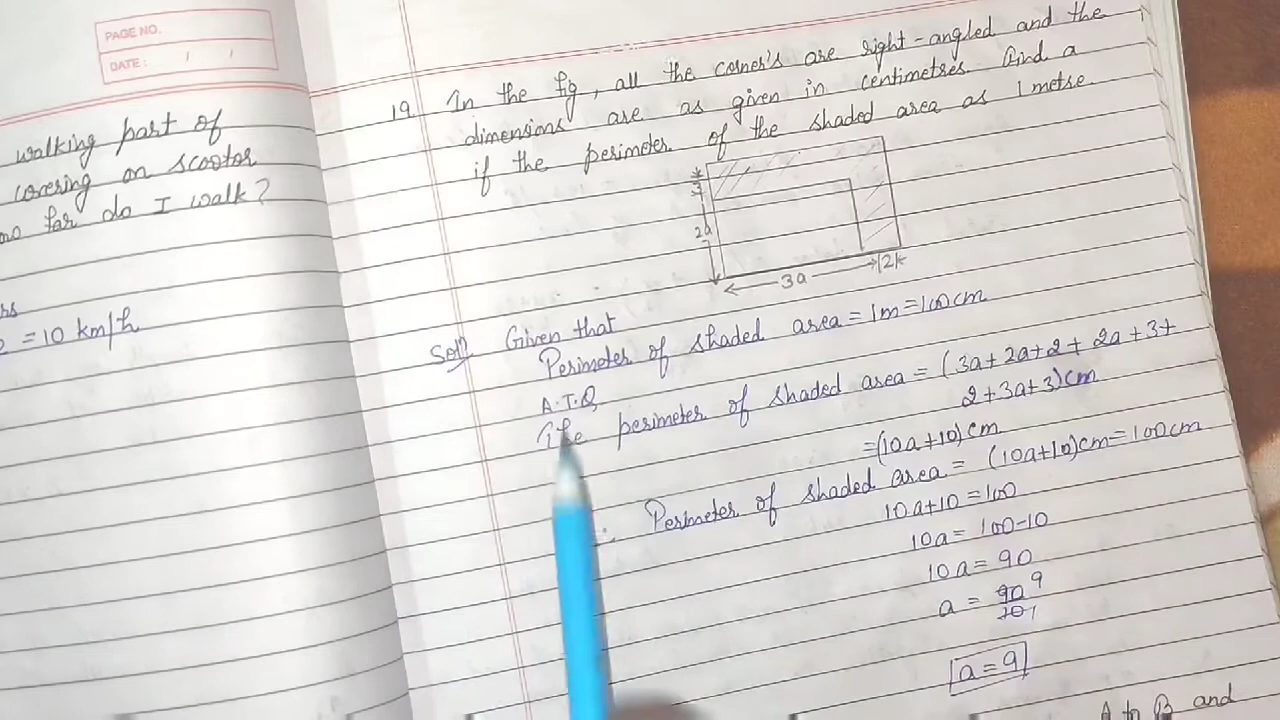 PAGE NO.
DATE : / /
walking part of
covering on scooter
far do I walk?
= 10 km/h
19. In the fig, all the corner's are right-angled and the
dimensions are as given in centimetres. Find a
if the perimeter of the shaded area as 1 metre.
3
2a
3a 2
Soln Given that
Perimeter of shaded area = 1m = 100cm
A.T.Q
The perimeter of shaded area = (3a+2a+2+2a+3+
2+3a+3)cm
=(10a+10)cm
∴ Perimeter of shaded area = (10a+10)cm=100cm
10a+10=100
10a= 100-10
10a= 90
a = 90 9
10 1
a=9
A to B and